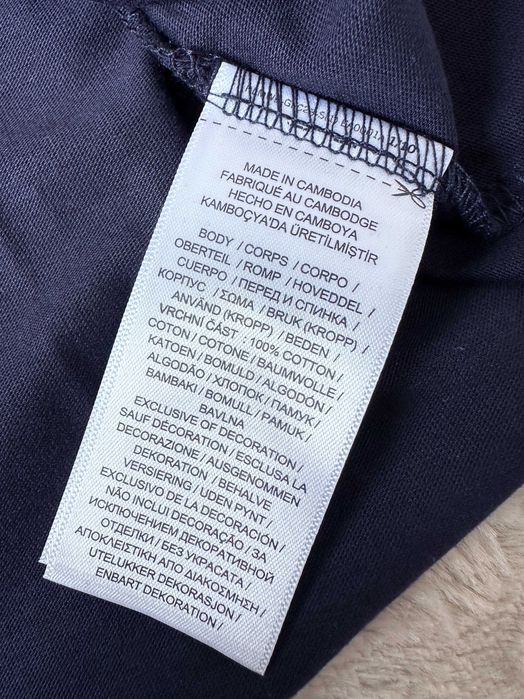 1/10
MADE IN CAMBODIA
FABRIQUÉ AU CAMBODGE
HECHO EN CAMBOYA
KAMBOÇYA'DA ÜRETİLMİŞTİR
BODY / CORPS / CORPO /
OBERTEIL / ROMP / HOVEDDEL /
CUERPO / ПЕРЕД И СПИНКА /
КОРПУС / ΣΩΜΑ / BRUK (KROPP) /
ANVÄND (KROPP) / BEDEN /
VRCHNÍ ČÁST : 100% COTTON /
COTON / COTONE / BAUMWOLLE /
KATOEN / BOMULD / ALGODÓN /
ALGODÃO / ХЛОПОК / ПАМУК /
ΒΑΜΒΑΚΙ / BOMULL / PAMUK /
BAVLNA
EXCLUSIVE OF DECORATION /
SAUF DÉCORATION / ESCLUSA LA
DECORAZIONE / AUSGENOMMEN
DEKORATION / BEHALVE
VERSIERING / UDEN PYNT /
EXCLUSIVO DE LA DECORACIÓN /
NÃO INCLUI DECORAÇÃO / ЗА
ИСКЛЮЧЕНИЕМ ДЕКОРАТИВНОЙ
ОТДЕЛКИ / БЕЗ УКРАСАТА /
ΑΠΟΚΛΕΙΣΤΙΚΗ ΑΠΟ ΔΙΑΚΟΣΜΗΣΗ /
UTELUKKER DEKORASJON /
ENBART DEKORATION /